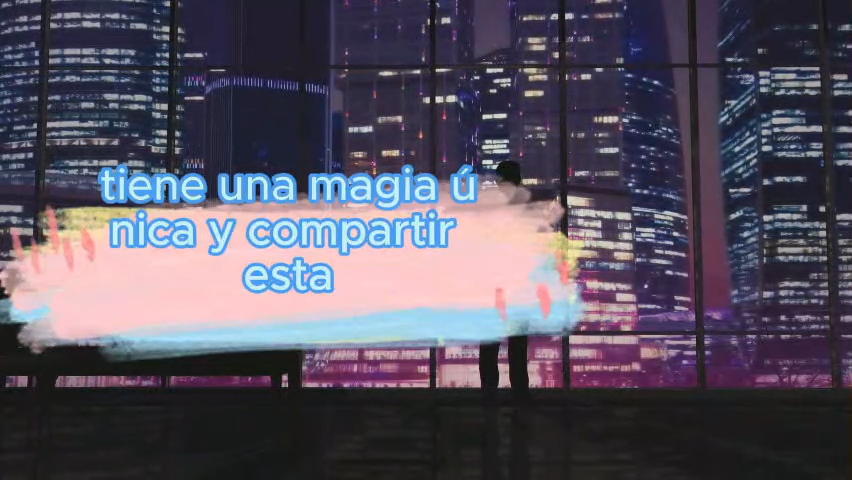 tiene una magia ú
nica y compartir
esta